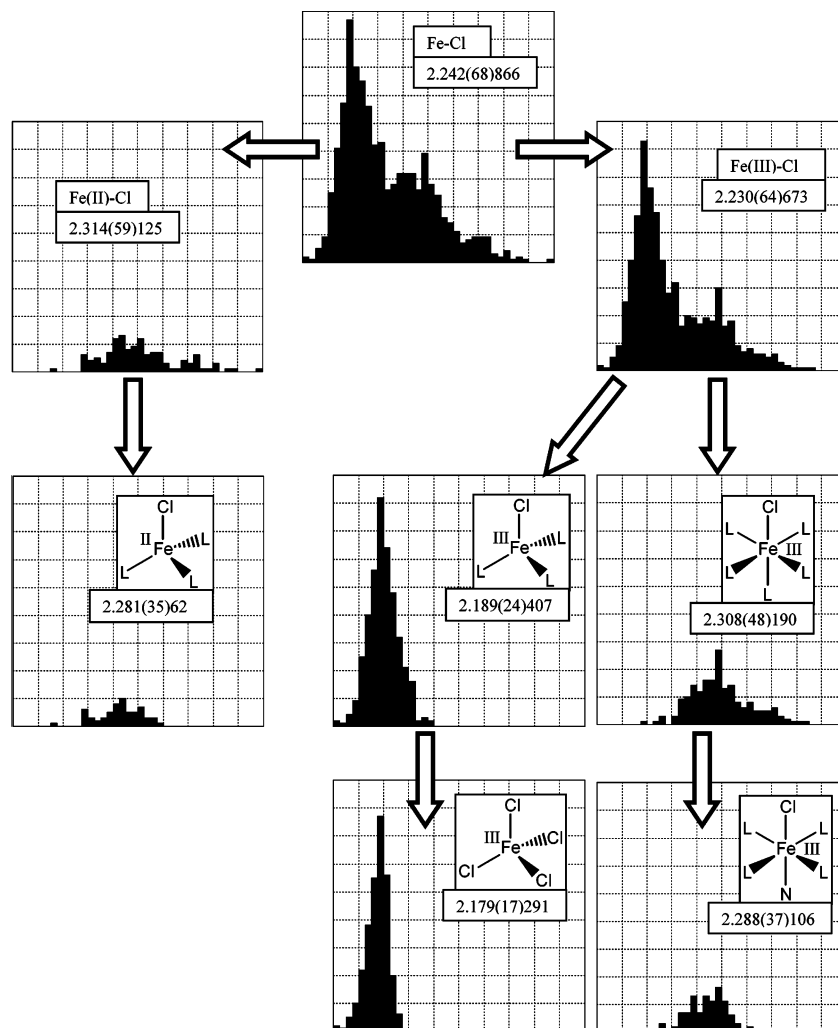 Fe-Cl
2.242(68)866
Fe(II)-Cl
2.314(59)125
Fe(III)-Cl
2.230(64)673
Cl
II
Fe
L
L
L
2.281(35)62
Cl
III
Fe
L
L
L
2.189(24)407
Cl
L
L
Fe
III
L
L
L
2.308(48)190
Cl
III
Fe
Cl
Cl
Cl
2.179(17)291
Cl
L
L
Fe
III
L
L
N
2.288(37)106